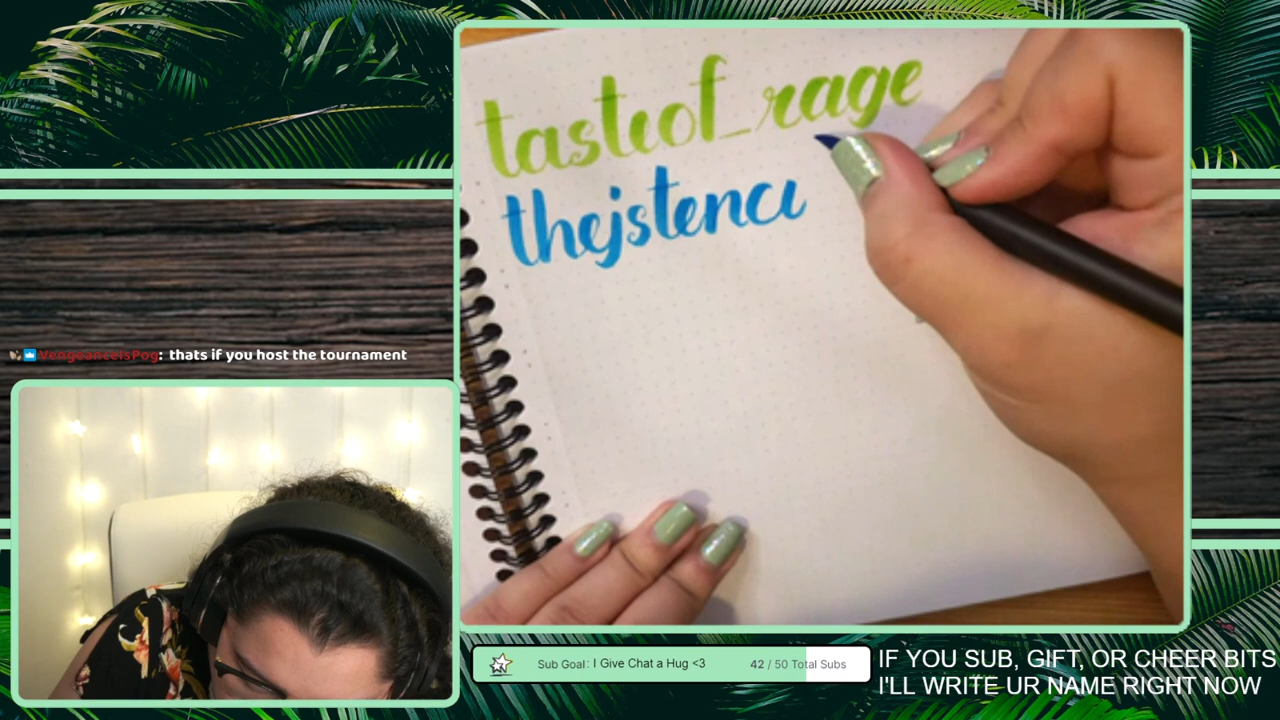 tasteof_rage
thejstenci
VengeanceIsPog: thats if you host the tournament
Sub Goal: I Give Chat a Hug <3 42 / 50 Total Subs
IF YOU SUB, GIFT, OR CHEER BITS
I'LL WRITE UR NAME RIGHT NOW